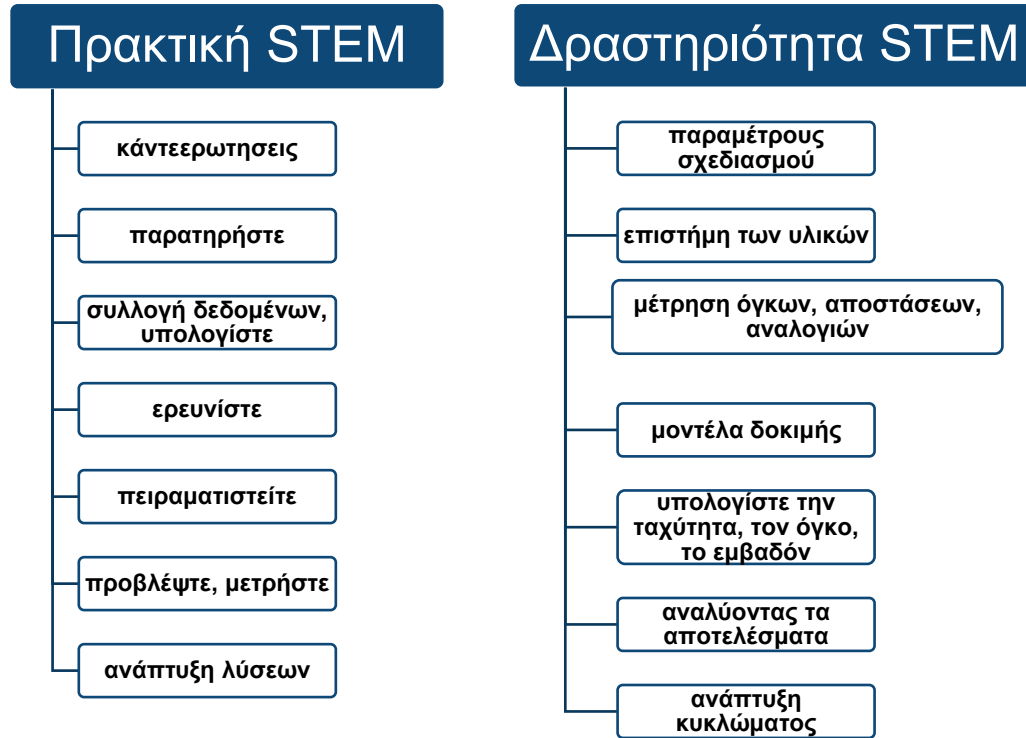 Πρακτική STEM
κάντεερωτησεις
παρατηρήστε
συλλογή δεδομένων,
υπολογίστε
ερευνίστε
πειραματιστείτε
προβλέψτε, μετρήστε
ανάπτυξη λύσεων
Δραστηριότητα STEM
παραμέτρους
σχεδιασμού
επιστήμη των υλικών
μέτρηση όγκων, αποστάσεων,
αναλογιών
μοντέλα δοκιμής
υπολογίστε την
ταχύτητα, τον όγκο,
το εμβαδόν
αναλύοντας τα
αποτελέσματα
ανάπτυξη
κυκλώματος